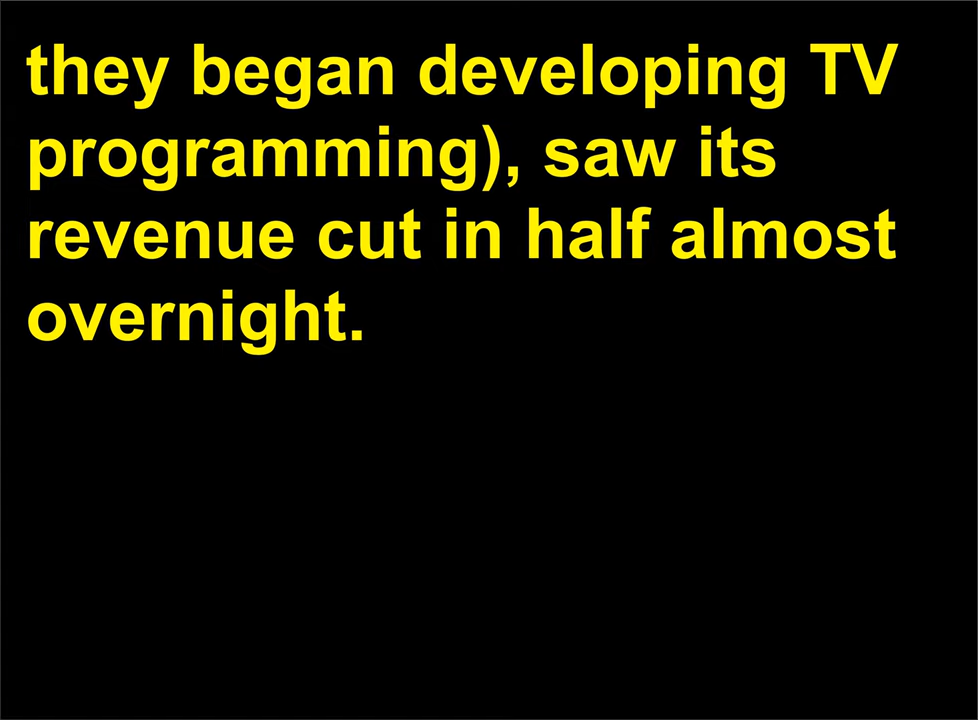 they began developing TV
programming), saw its
revenue cut in half almost
overnight.